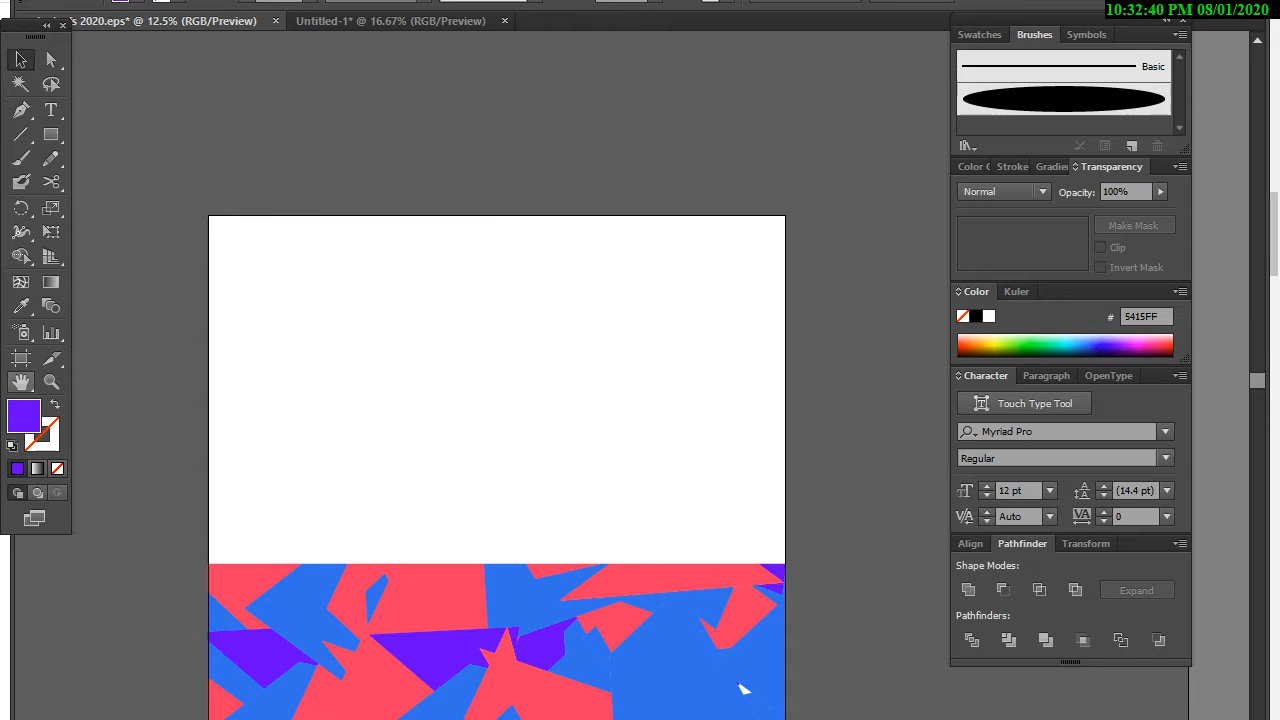 10:32:40 PM 08/01/2020
's 2020.eps* @ 12.5% (RGB/Preview)
Untitled-1* @ 16.67% (RGB/Preview)
Swatches
Brushes
Symbols
Basic
Color G
Stroke
Gradie
Transparency
Normal
Opacity:
100%
Make Mask
Clip
Invert Mask
Color
Kuler
#
5415FF
Character
Paragraph
OpenType
Touch Type Tool
Myriad Pro
Regular
12 pt
(14.4 pt)
Auto
0
Align
Pathfinder
Transform
Shape Modes:
Expand
Pathfinders: